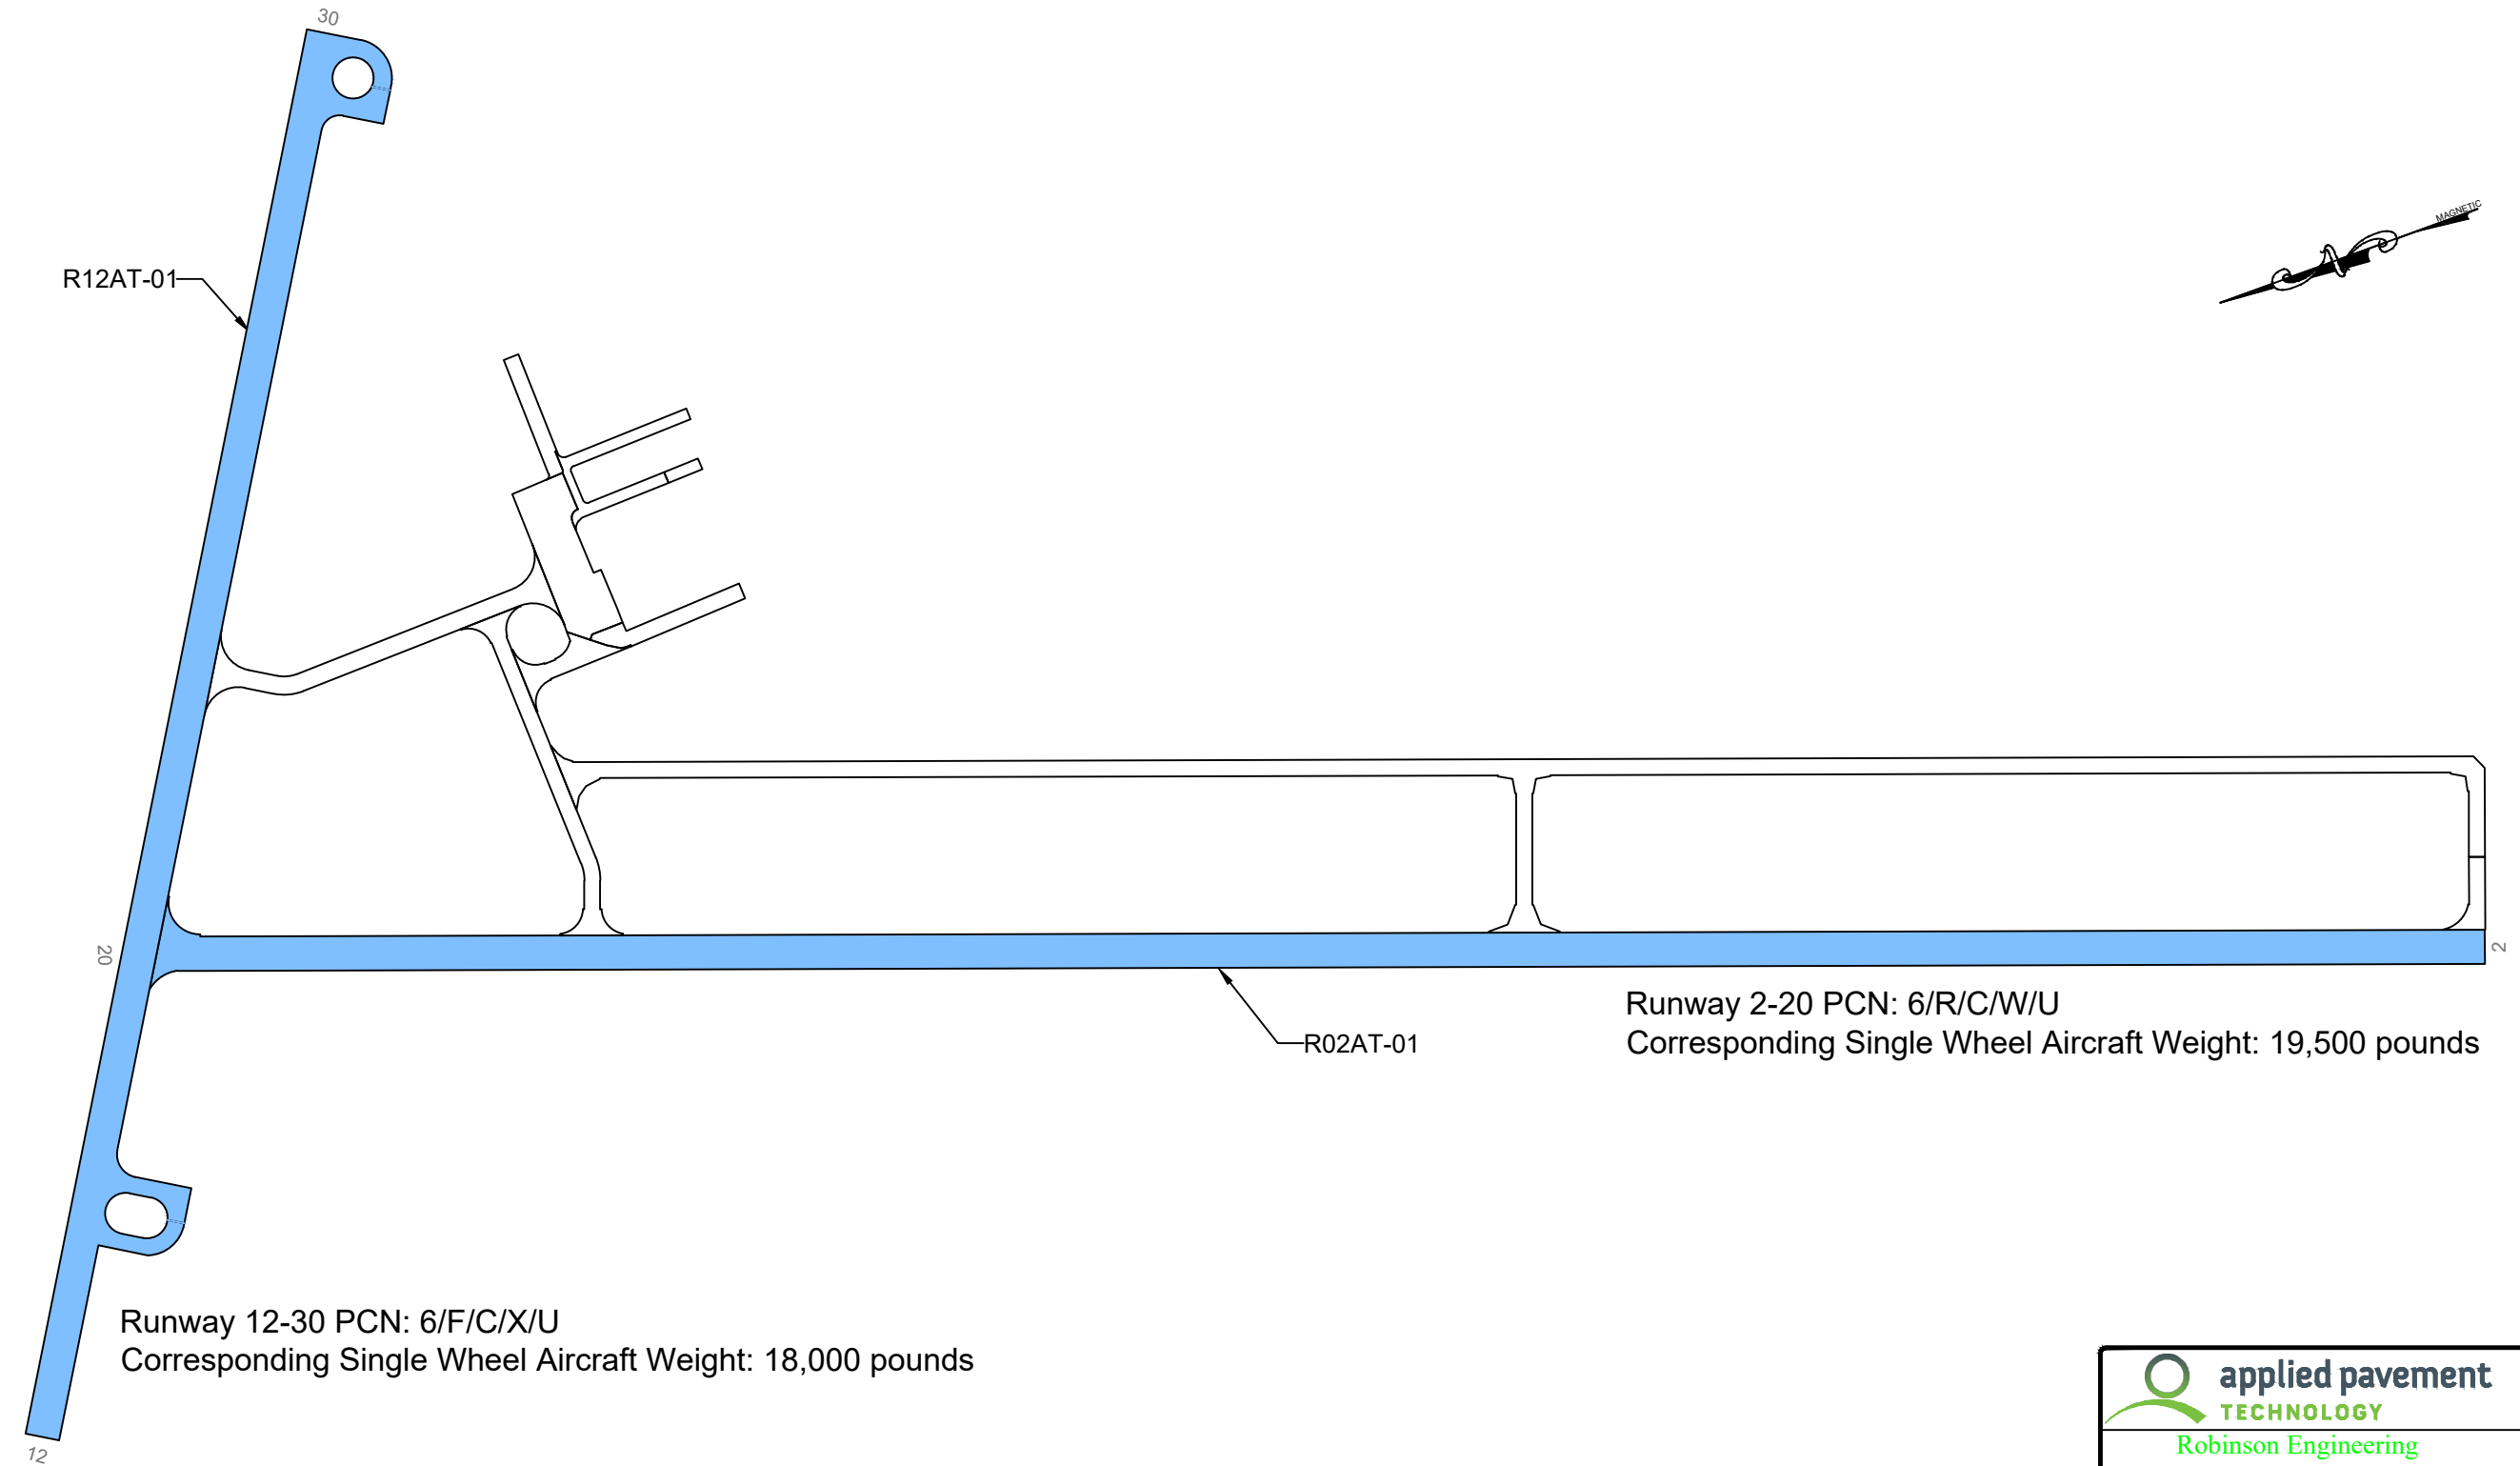 30
MAGNETIC
R12AT-01
20
2
Runway 2-20 PCN: 6/R/C/W/U
Corresponding Single Wheel Aircraft Weight: 19,500 pounds
R02AT-01
Runway 12-30 PCN: 6/F/C/X/U
Corresponding Single Wheel Aircraft Weight: 18,000 pounds
12
applied pavement
TECHNOLOGY
Robinson Engineering